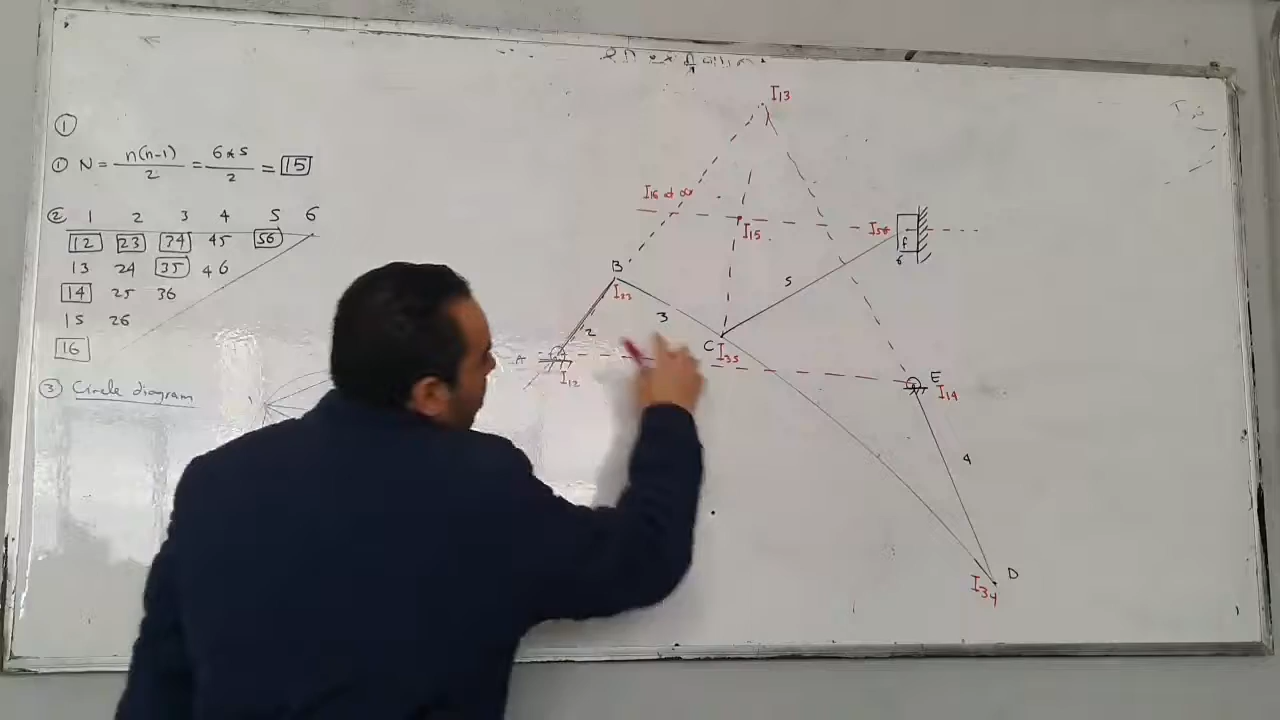 ①
① N = n(n-1)/2 = 6*5/2 = 15
② 1 2 3 4 5 6
12 23 34 45 56
13 24 35 46
14 25 36
15 26
16
③ Circle diagram
1
I13
I16 at ∞
I15
I56
f
6
B
I23
5
3
2
C
I35
A
I12
E
I14
4
D
I34